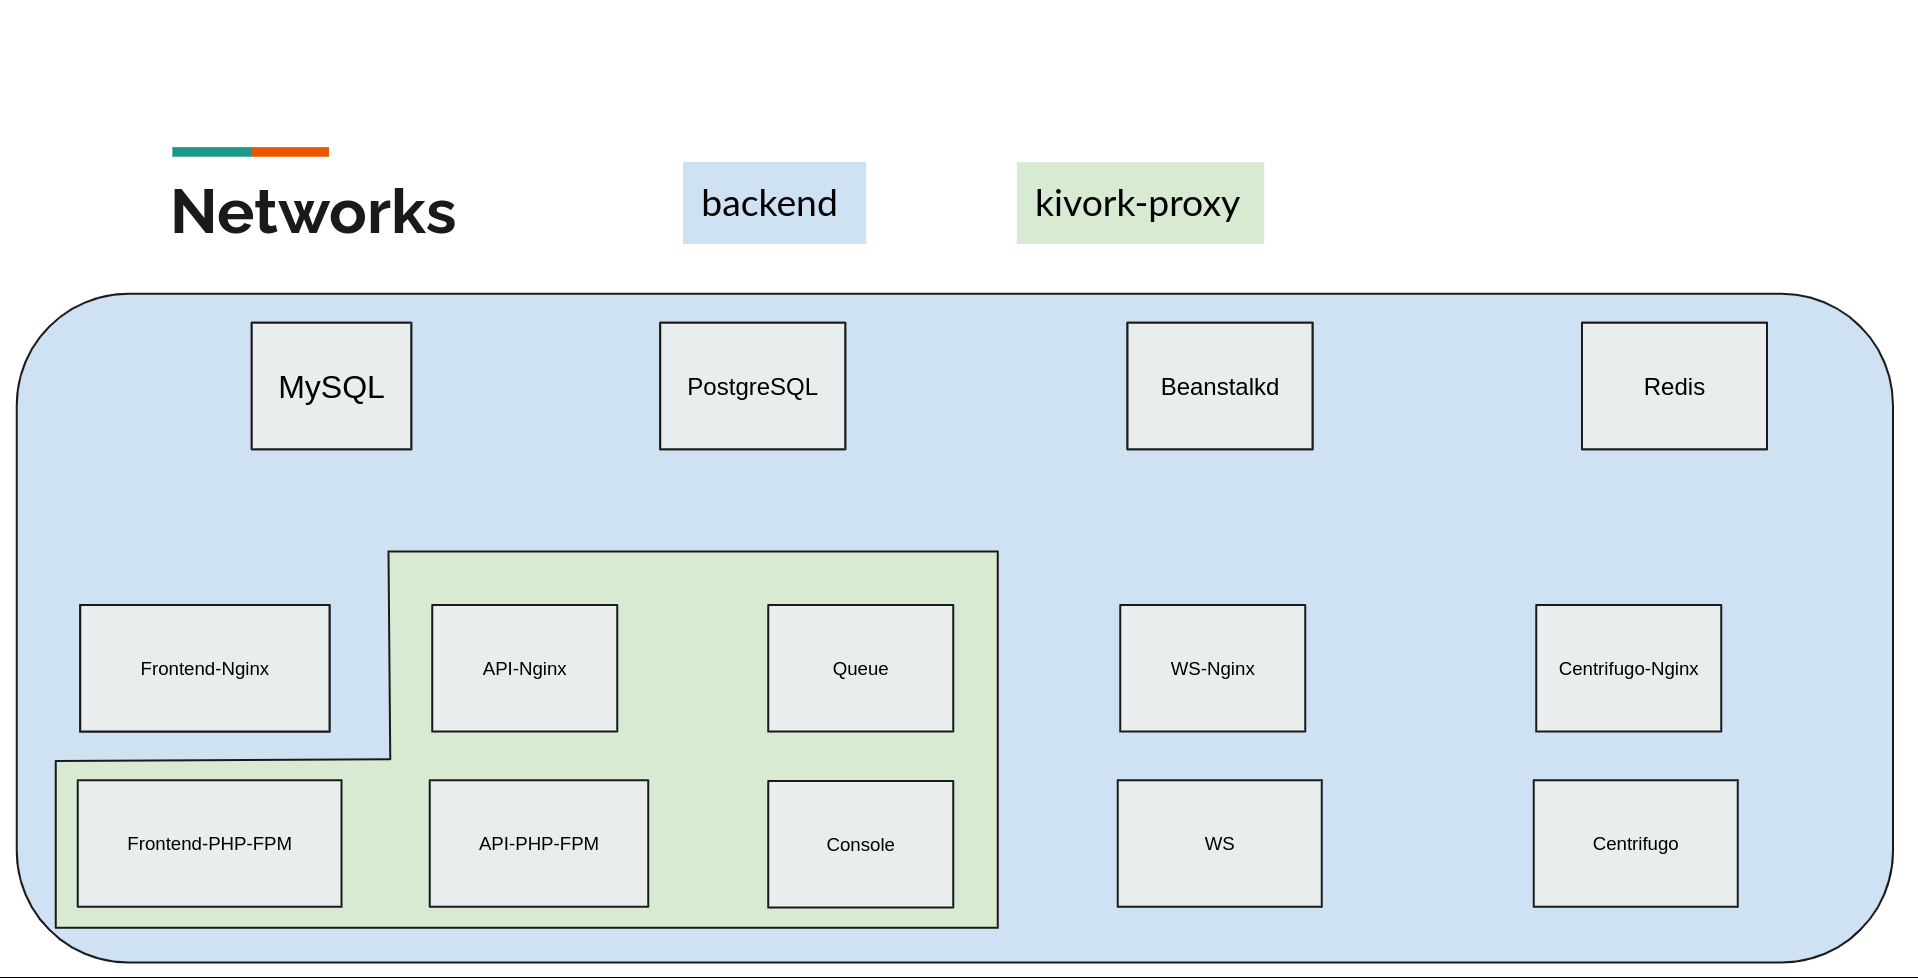 Networks
backend
kivork-proxy
MySQL
PostgreSQL
Beanstalkd
Redis
Frontend-Nginx
API-Nginx
Queue
WS-Nginx
Centrifugo-Nginx
Frontend-PHP-FPM
API-PHP-FPM
Console
WS
Centrifugo